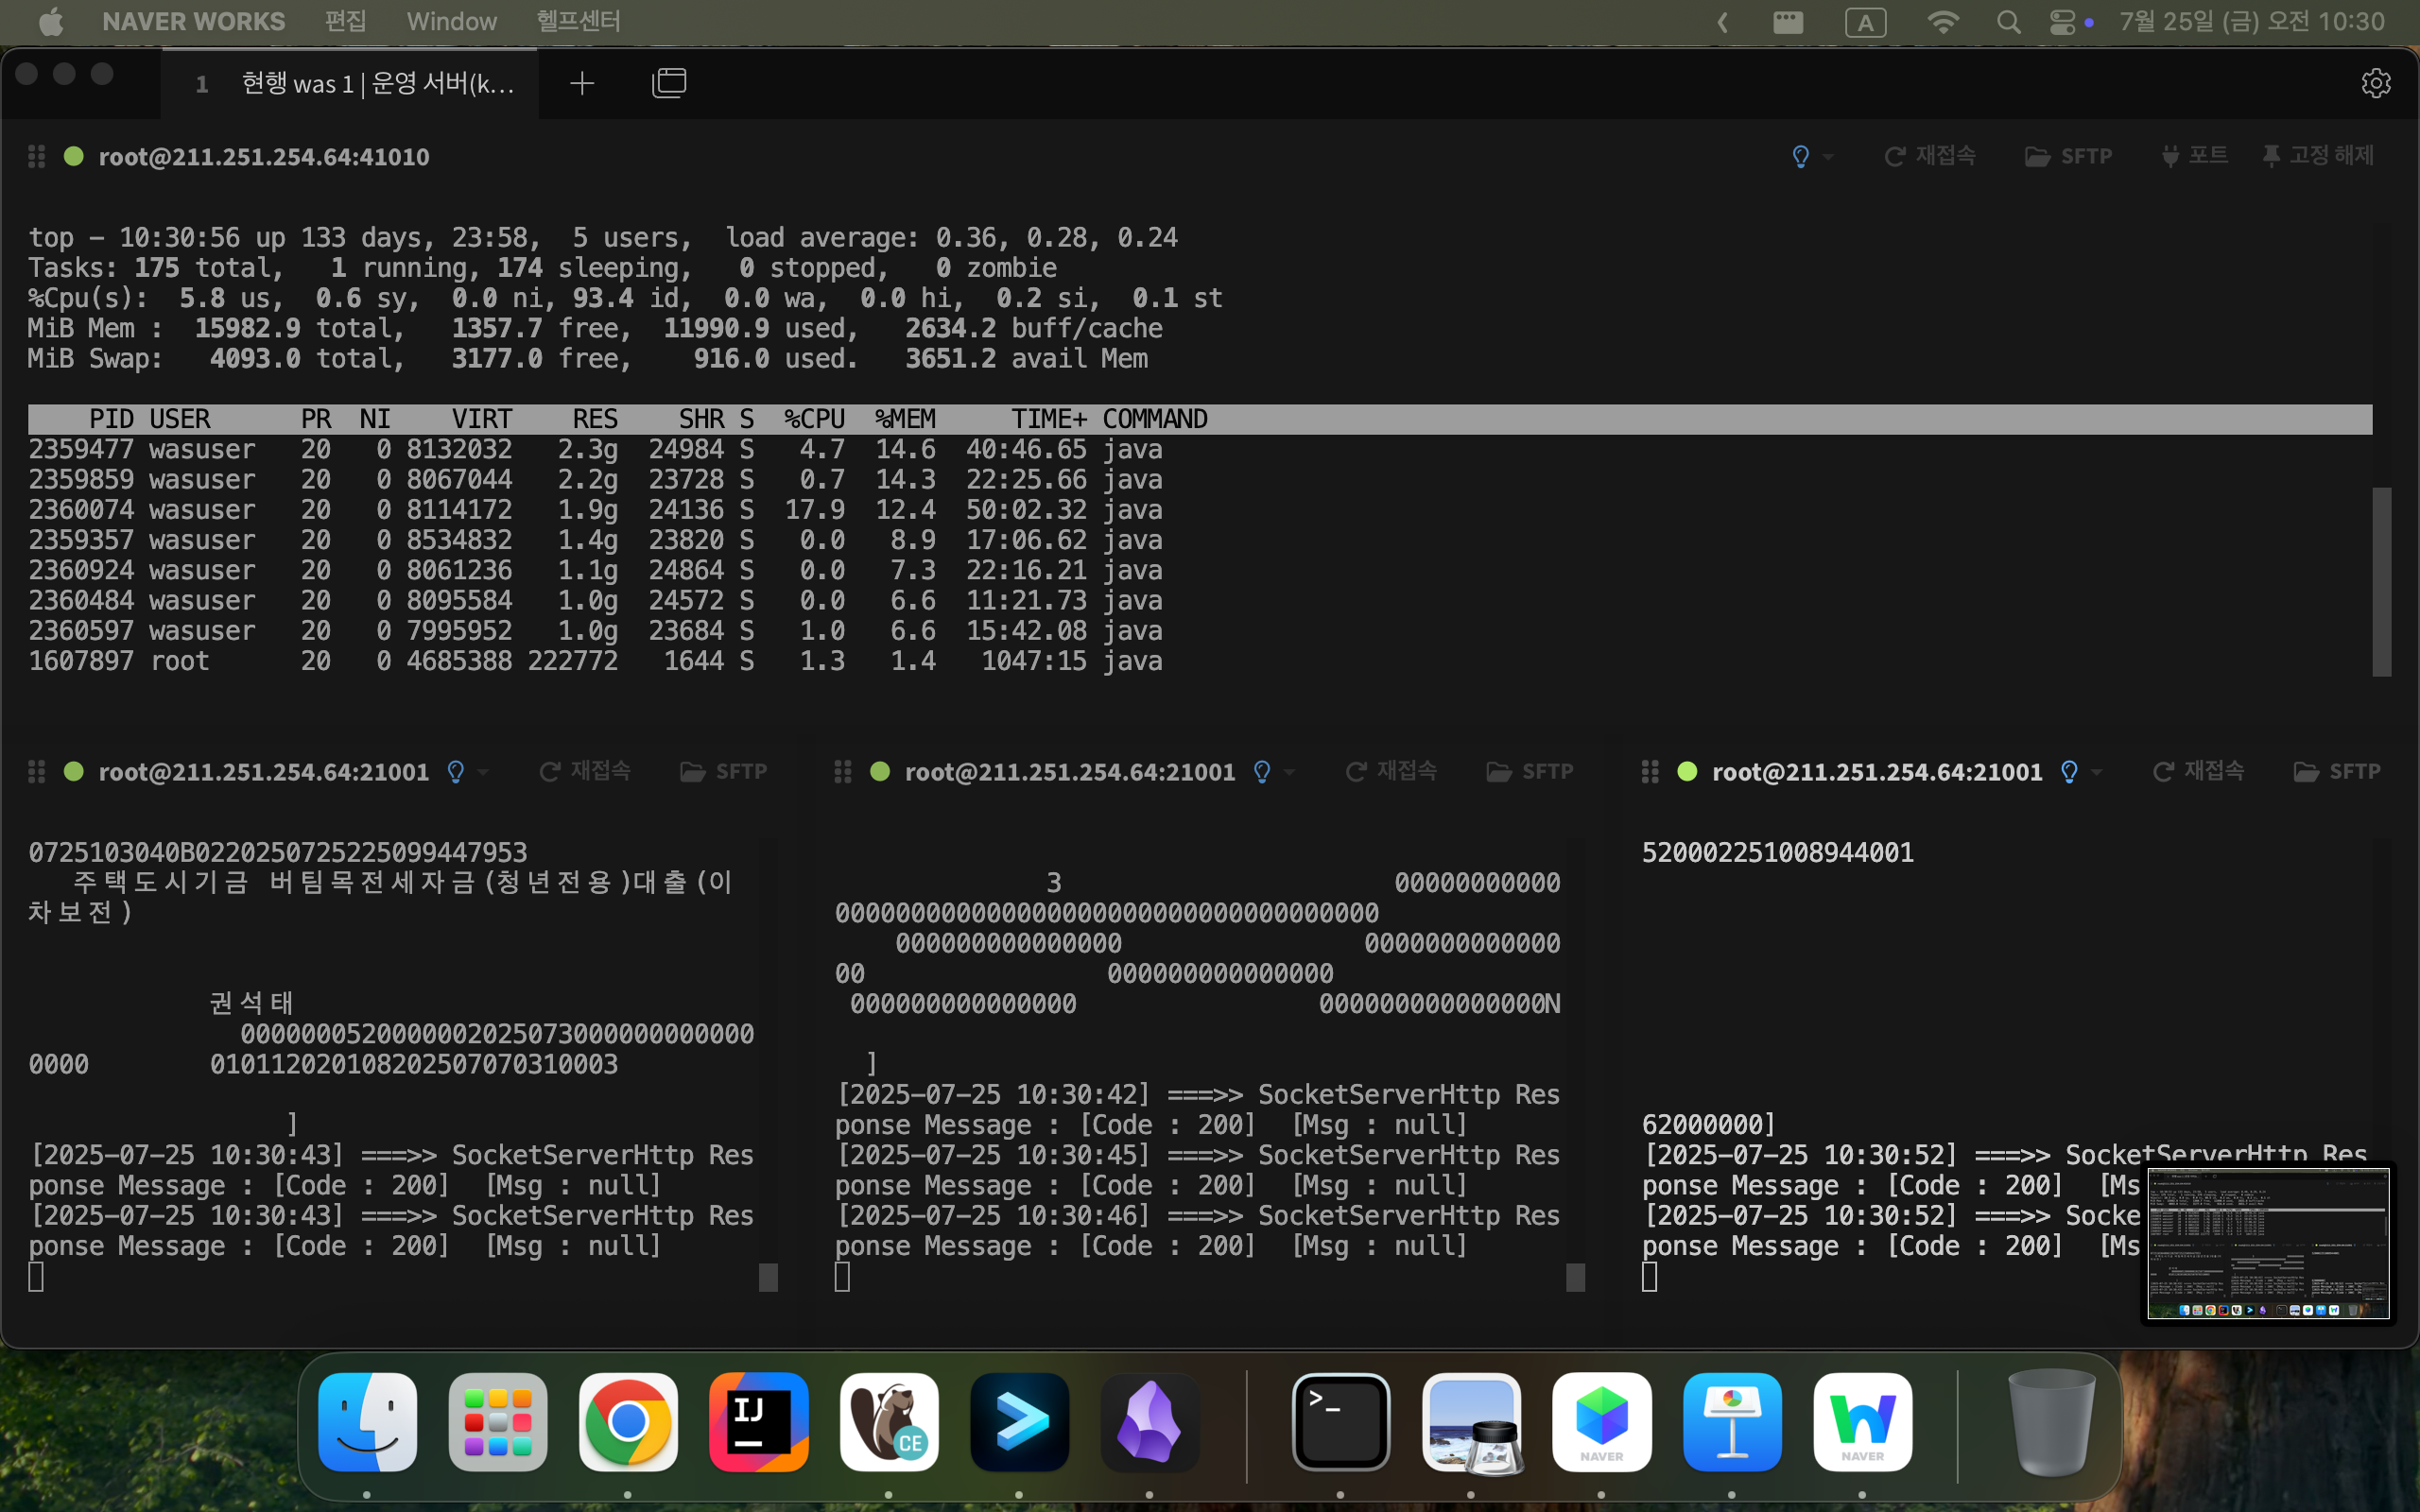 NAVER WORKS 편집 Window 헬프센터 A 7월 25일 (금) 오전 10:30
1 현행 was 1 | 운영 서버(k...
root@211.251.254.64:41010 재접속 SFTP 포트 고정 해제
top - 10:30:56 up 133 days, 23:58, 5 users, load average: 0.36, 0.28, 0.24
Tasks: 175 total, 1 running, 174 sleeping, 0 stopped, 0 zombie
%Cpu(s): 5.8 us, 0.6 sy, 0.0 ni, 93.4 id, 0.0 wa, 0.0 hi, 0.2 si, 0.1 st
MiB Mem : 15982.9 total, 1357.7 free, 11990.9 used, 2634.2 buff/cache
MiB Swap: 4093.0 total, 3177.0 free, 916.0 used. 3651.2 avail Mem
PID USER PR NI VIRT RES SHR S %CPU %MEM TIME+ COMMAND
2359477 wasuser 20 0 8132032 2.3g 24984 S 4.7 14.6 40:46.65 java
2359859 wasuser 20 0 8067044 2.2g 23728 S 0.7 14.3 22:25.66 java
2360074 wasuser 20 0 8114172 1.9g 24136 S 17.9 12.4 50:02.32 java
2359357 wasuser 20 0 8534832 1.4g 23820 S 0.0 8.9 17:06.62 java
2360924 wasuser 20 0 8061236 1.1g 24864 S 0.0 7.3 22:16.21 java
2360484 wasuser 20 0 8095584 1.0g 24572 S 0.0 6.6 11:21.73 java
2360597 wasuser 20 0 7995952 1.0g 23684 S 1.0 6.6 15:42.08 java
1607897 root 20 0 4685388 222772 1644 S 1.3 1.4 1047:15 java
root@211.251.254.64:21001 재접속 SFTP
0725103040B0220250725225099447953
주택도시기금 버팀목전세자금(청년전용)대출(이
차보전)
권석태
0000000520000002025073000000000000
0000 010112020108202507070310003
]
[2025-07-25 10:30:43] ===>> SocketServerHttp Res
ponse Message : [Code : 200] [Msg : null]
[2025-07-25 10:30:43] ===>> SocketServerHttp Res
ponse Message : [Code : 200] [Msg : null]
root@211.251.254.64:21001 재접속 SFTP
3 00000000000
000000000000000000000000000000000000
000000000000000 0000000000000
00 000000000000000
000000000000000 000000000000000N
]
[2025-07-25 10:30:42] ===>> SocketServerHttp Res
ponse Message : [Code : 200] [Msg : null]
[2025-07-25 10:30:45] ===>> SocketServerHttp Res
ponse Message : [Code : 200] [Msg : null]
[2025-07-25 10:30:46] ===>> SocketServerHttp Res
ponse Message : [Code : 200] [Msg : null]
root@211.251.254.64:21001 재접속 SFTP
520002251008944001
62000000]
[2025-07-25 10:30:52] ===>> SocketServerHttp Res
ponse Message : [Code : 200] [Ms
[2025-07-25 10:30:52] ===>> Socke
ponse Message : [Code : 200] [Ms
IJ CE >_ NAVER NAVER